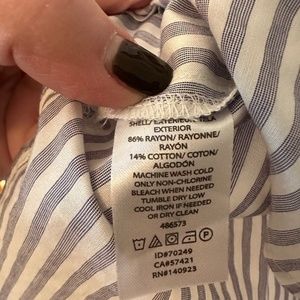 SHELL/EXTÉRIEUR/TELA
EXTERIOR
86% RAYON/ RAYONNE/
RAYÓN
14% COTTON/ COTON/
ALGODÓN
MACHINE WASH COLD
ONLY NON-CHLORINE
BLEACH WHEN NEEDED
TUMBLE DRY LOW
COOL IRON IF NEEDED
OR DRY CLEAN
486573
ID#70249
CA#57421
RN#140923